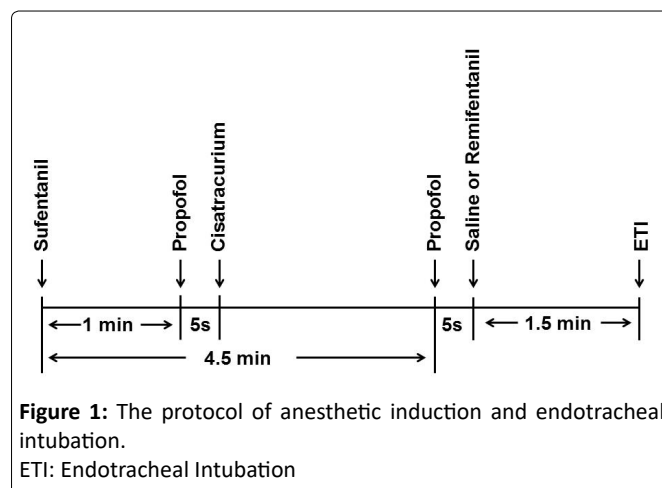 Sufentanil
Propofol
Cisatracurium
Propofol
Saline or Remifentanil
ETI
1 min
5s
5s
1.5 min
4.5 min
Figure 1: The protocol of anesthetic induction and endotracheal
intubation.
ETI: Endotracheal Intubation